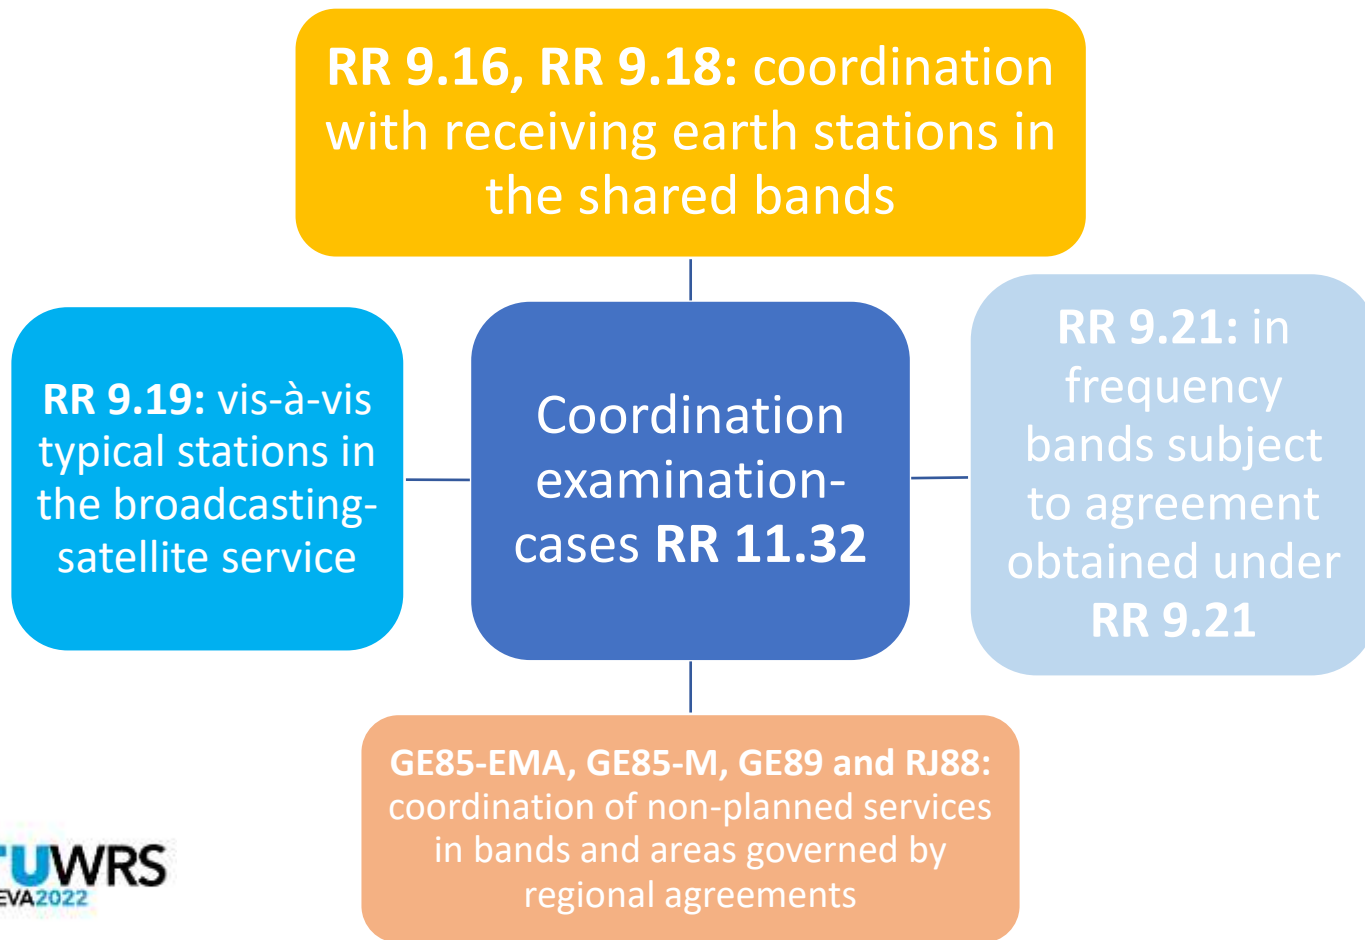 RR 9.16, RR 9.18: coordination
with receiving earth stations in
the shared bands
RR 9.19: vis-à-vis
typical stations in
the broadcasting-
satellite service
Coordination
examination-
cases RR 11.32
RR 9.21: in
frequency
bands subject
to agreement
obtained under
RR 9.21
GE85-EMA, GE85-M, GE89 and RJ88:
coordination of non-planned services
in bands and areas governed by
regional agreements
TUWRS
EVA2022